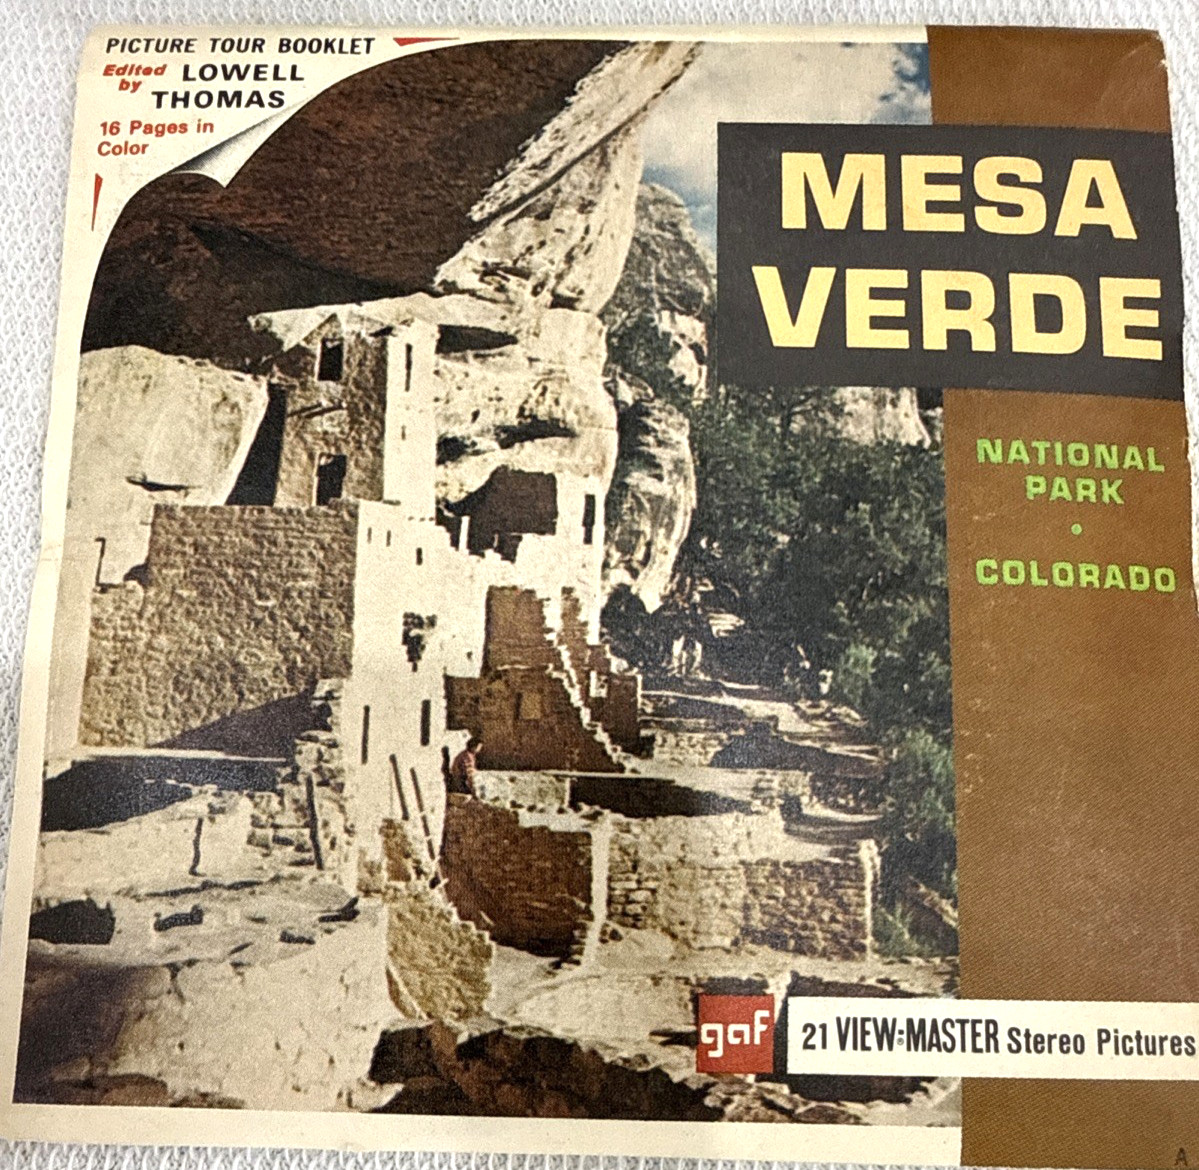 PICTURE TOUR BOOKLET
Edited by LOWELL THOMAS
16 Pages in
Color
MESA
VERDE
NATIONAL
PARK
•
COLORADO
gaf
21 VIEW-MASTER Stereo Pictures
A